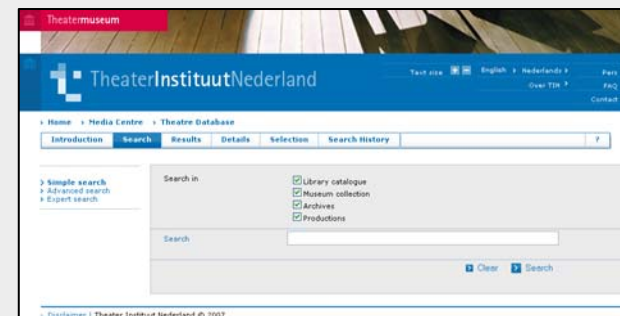 Theatermuseum
TheaterInstituutNederland
Text size English Nederlands Pers
Over TIN FAQ
Contact
Home Media Centre Theatre Database
Introduction Search Results Details Selection Search History ?
Simple search
Advanced search
Expert search
Search in
Library catalogue
Museum collection
Archives
Productions
Search
Clear Search
Disclaimer | Theater Instituut Nederland © 2007